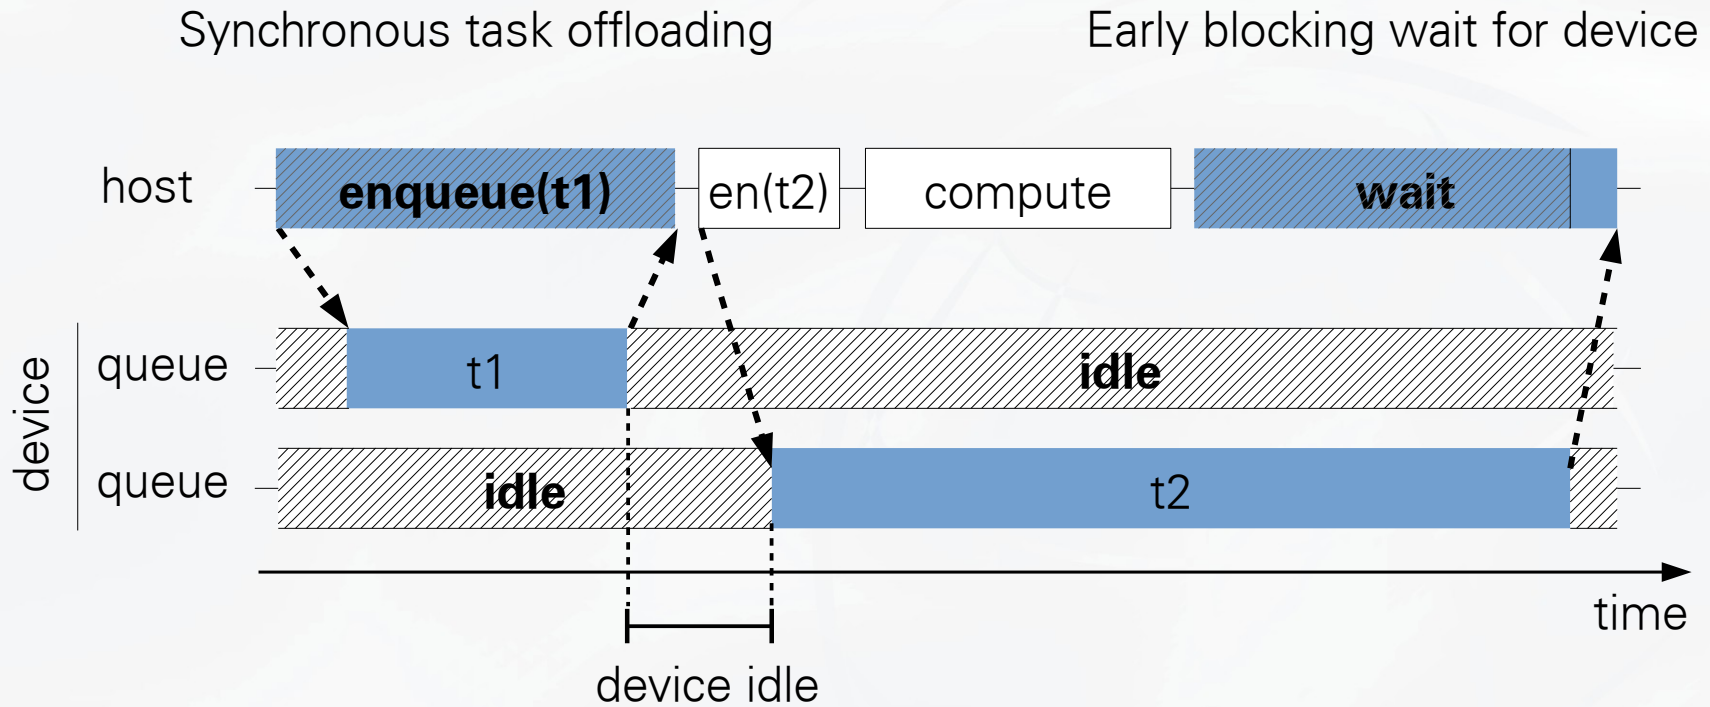 Synchronous task offloading
Early blocking wait for device
host
enqueue(t1)
en(t2)
compute
wait
device
queue
t1
idle
queue
idle
t2
time
device idle